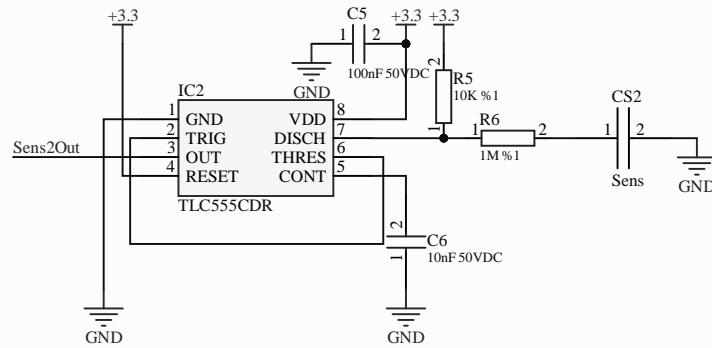 C5
+3.3
+3.3
+3.3
1
2
100nF 50VDC
GND
2
R5
10K %1
1
IC2
1
GND
VDD
8
2
TRIG
DISCH
7
3
OUT
THRES
6
4
RESET
CONT
5
TLC555CDR
Sens2Out
R6
1
2
1M %1
CS2
1
2
Sens
GND
2
C6
10nF 50VDC
1
GND
GND